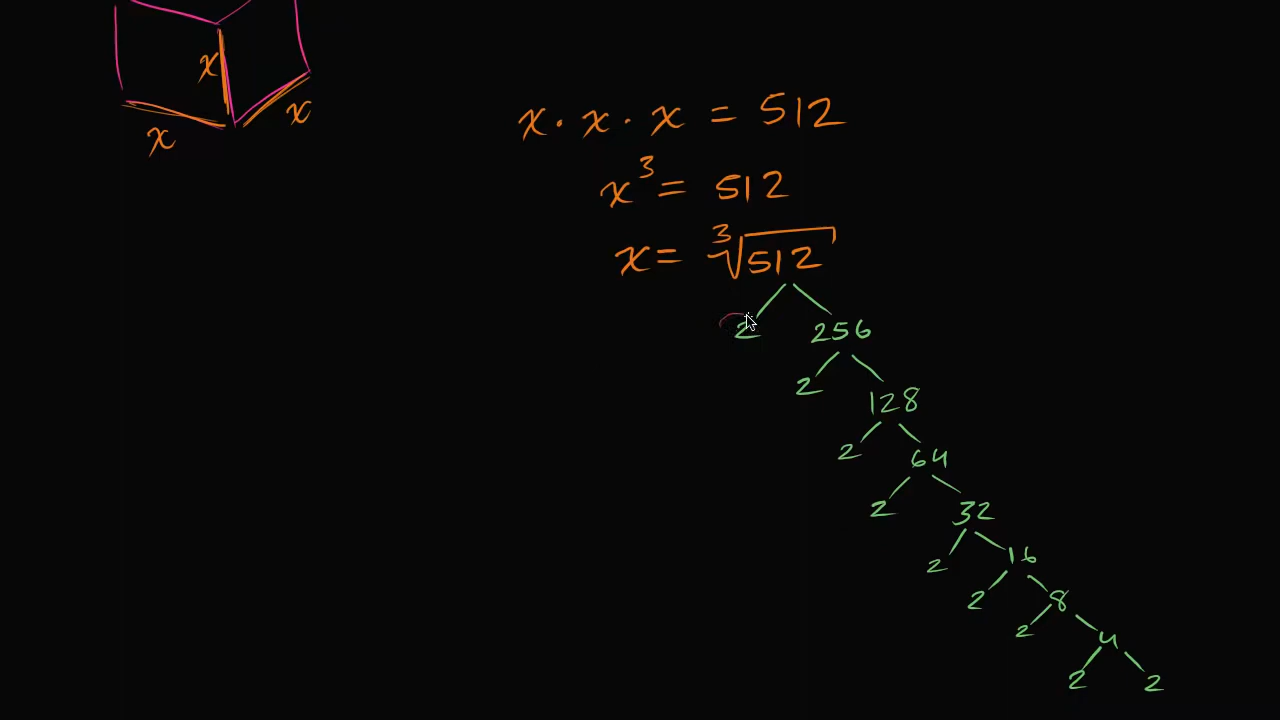 x
x
x
x · x · x = 512
x³ = 512
x = ∛512
2 256
2 128
2 64
2 32
2 16
2 8
2 4
2 2